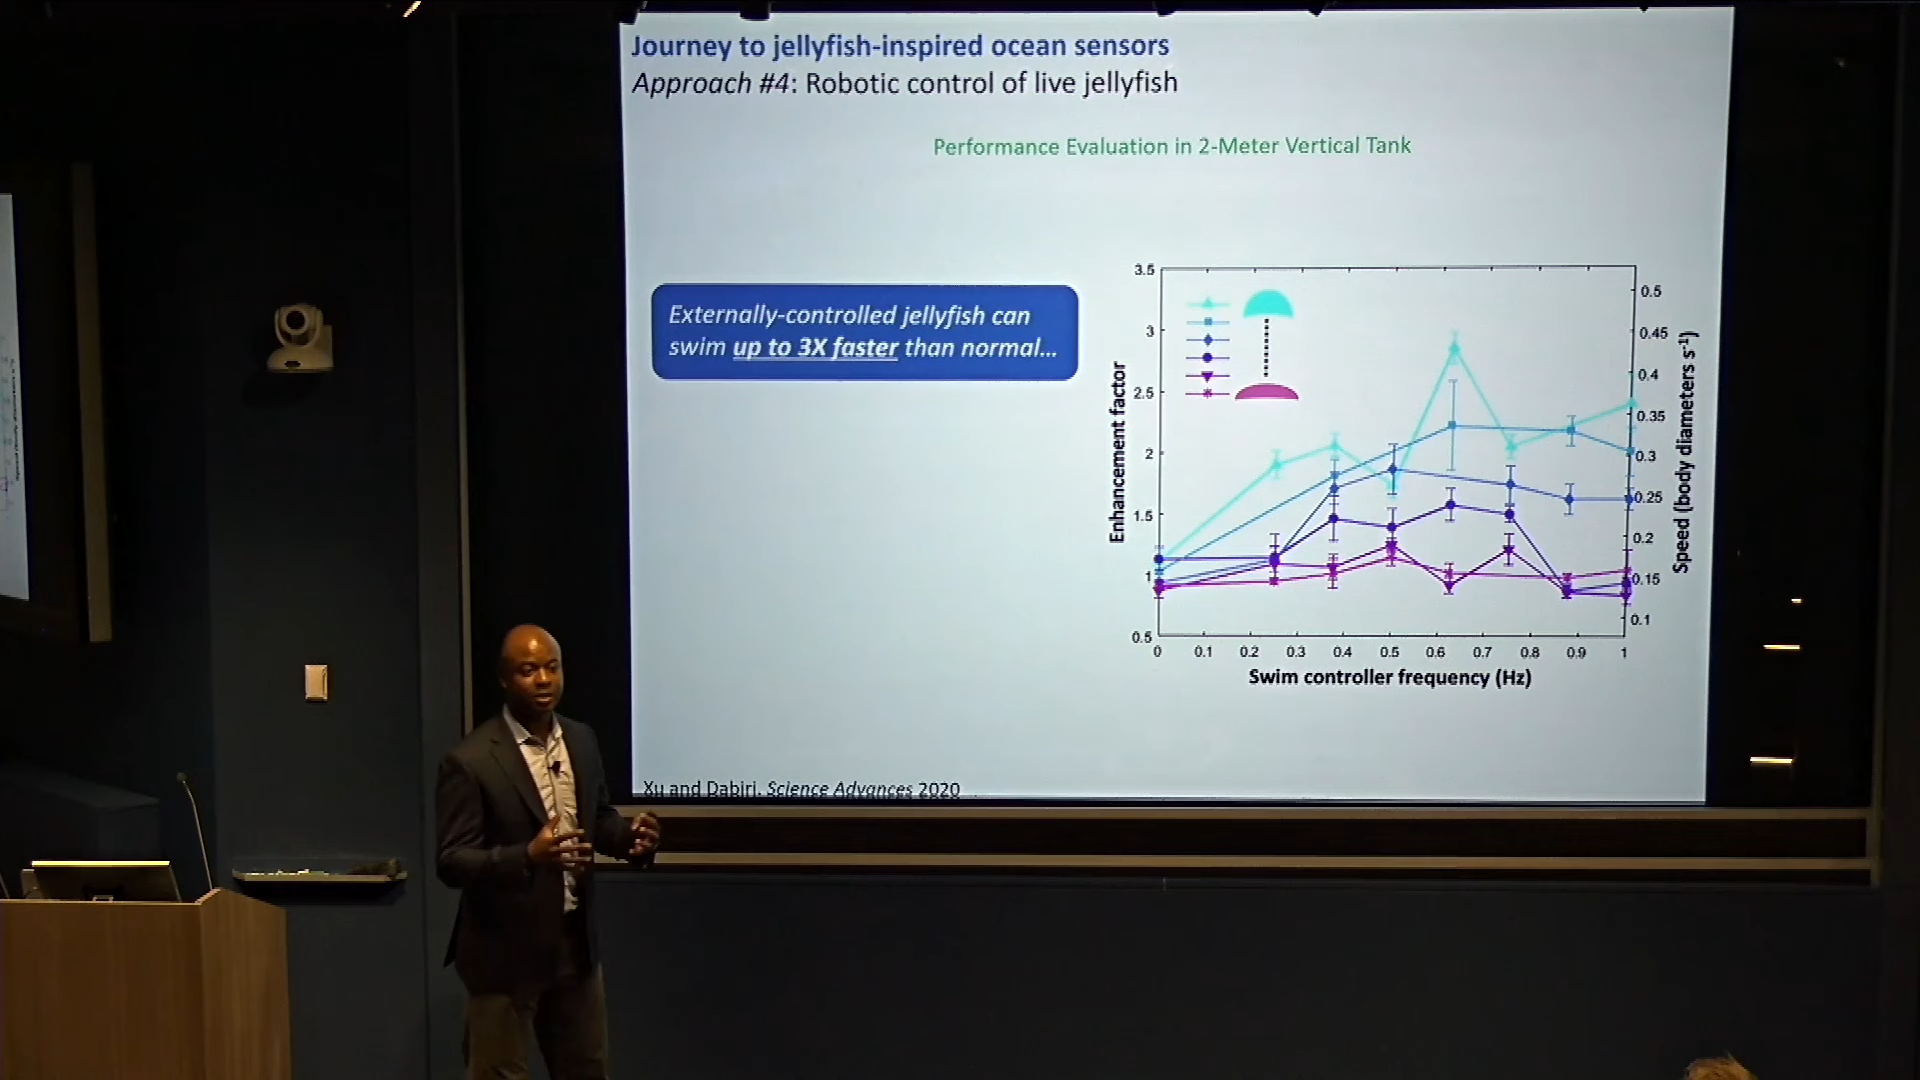 Journey to jellyfish-inspired ocean sensors
Approach #4: Robotic control of live jellyfish
Performance Evaluation in 2-Meter Vertical Tank
Externally-controlled jellyfish can
swim up to 3X faster than normal...
Enhancement factor
3.5
3
2.5
2
1.5
1
0.5
0 0.1 0.2 0.3 0.4 0.5 0.6 0.7 0.8 0.9 1
Swim controller frequency (Hz)
0.5
0.45
0.4
0.35
0.3
0.25
0.2
0.15
0.1
Speed (body diameters s⁻¹)
Xu and Dabiri, Science Advances 2020